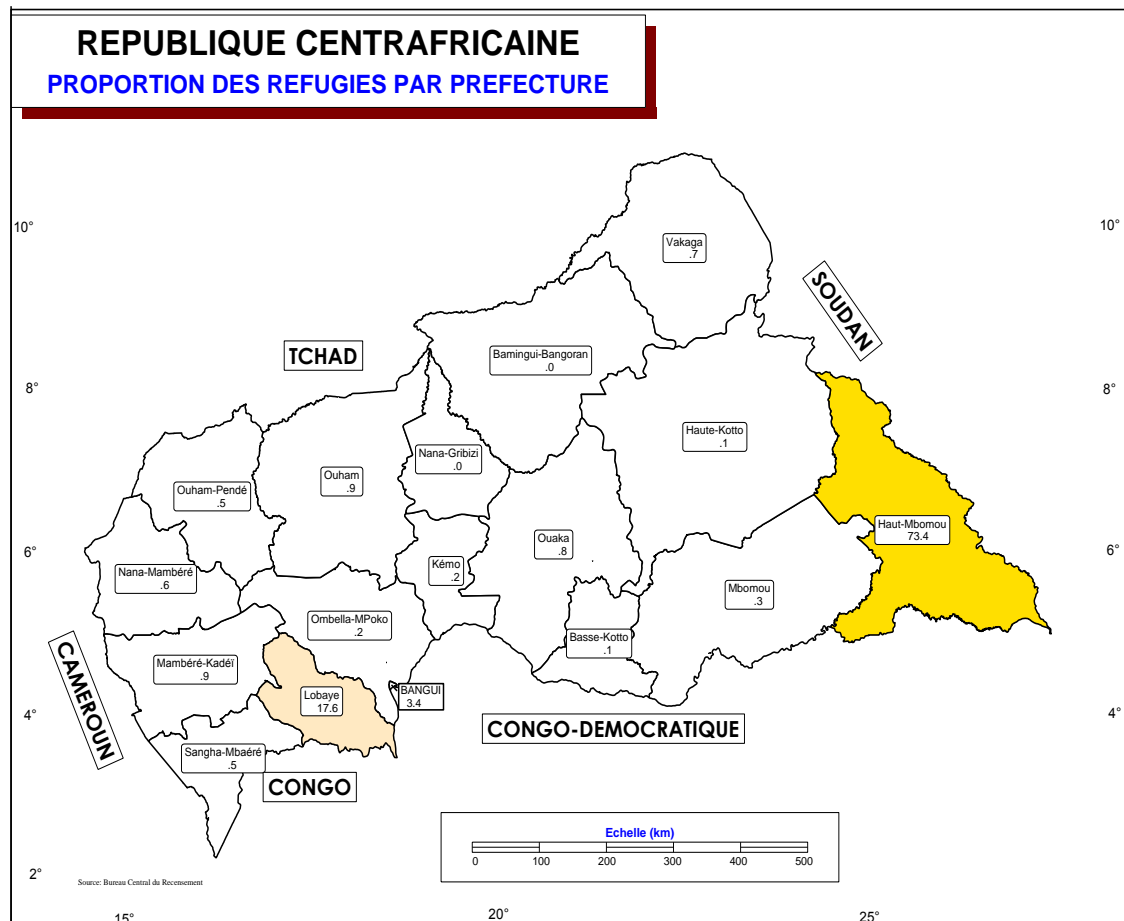 REPUBLIQUE CENTRAFRICAINE
PROPORTION DES REFUGIES PAR PREFECTURE
10°
10°
Vakaga
.7
SOUDAN
TCHAD
Bamingui-Bangoran
.0
8°
8°
Haute-Kotto
.1
Nana-Gribizi
.0
Ouham
.9
Ouham-Pendé
.5
Haut-Mbomou
73.4
Ouaka
.8
6°
6°
Kémo
.2
Nana-Mambéré
.6
Mbomou
.3
Ombella-MPoko
.2
Basse-Kotto
.1
CAMEROUN
Mambéré-Kadéï
.9
Lobaye
17.6
BANGUI
3.4
4°
4°
CONGO-DEMOCRATIQUE
Sangha-Mbaéré
.5
CONGO
Echelle (km)
0 100 200 300 400 500
2°
Source: Bureau Central du Recensement
15° 20° 25°